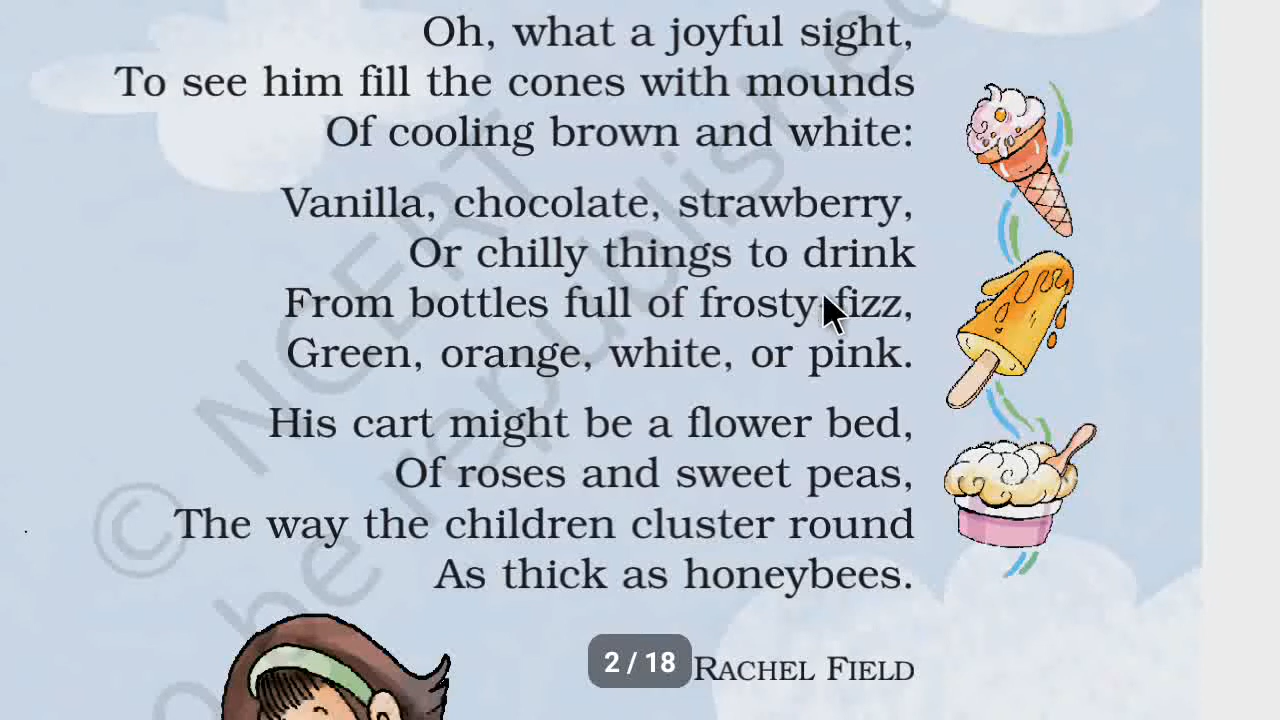 Oh, what a joyful sight,
To see him fill the cones with mounds
Of cooling brown and white:
Vanilla, chocolate, strawberry,
Or chilly things to drink
From bottles full of frosty-fizz,
Green, orange, white, or pink.
His cart might be a flower bed,
Of roses and sweet peas,
The way the children cluster round
As thick as honeybees.
2 / 18
RACHEL FIELD
© NCERT
be republished